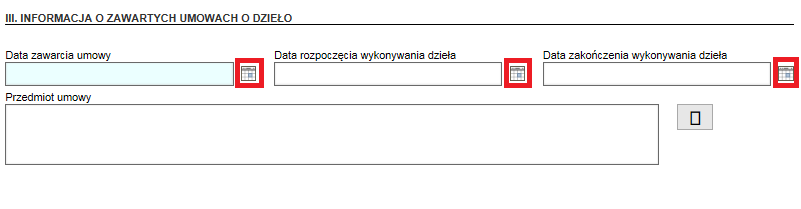 III. INFORMACJA O ZAWARTYCH UMOWACH O DZIEŁO
Data zawarcia umowy Data rozpoczęcia wykonywania dzieła Data zakończenia wykonywania dzieła
Przedmiot umowy